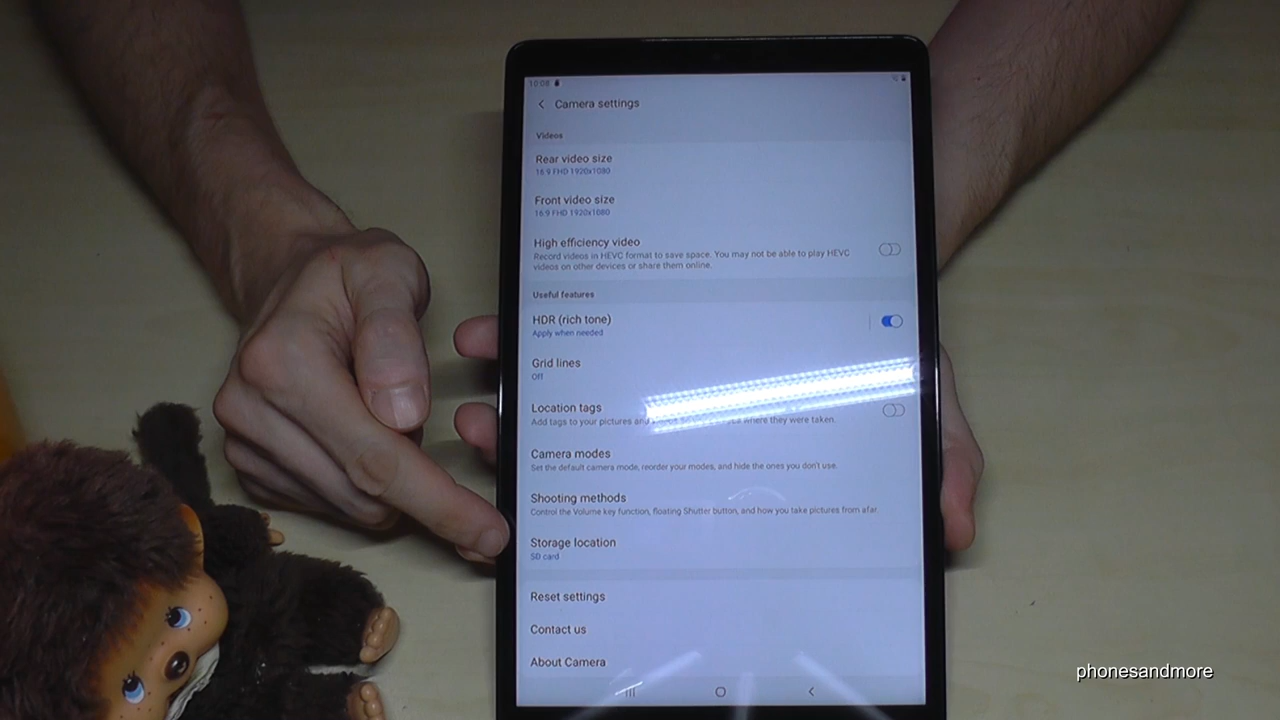 10:08
Camera settings
Videos
Rear video size
16:9 FHD 1920x1080
Front video size
16:9 FHD 1920x1080
High efficiency video
Record videos in HEVC format to save space. You may not be able to play HEVC
videos on other devices or share them online.
Useful features
HDR (rich tone)
Apply when needed
Grid lines
Off
Location tags
Add tags to your pictures and where they were taken.
Camera modes
Set the default camera mode, reorder your modes, and hide the ones you don't use.
Shooting methods
Control the Volume key function, floating Shutter button, and how you take pictures from afar.
Storage location
SD card
Reset settings
Contact us
About Camera
phonesandmore